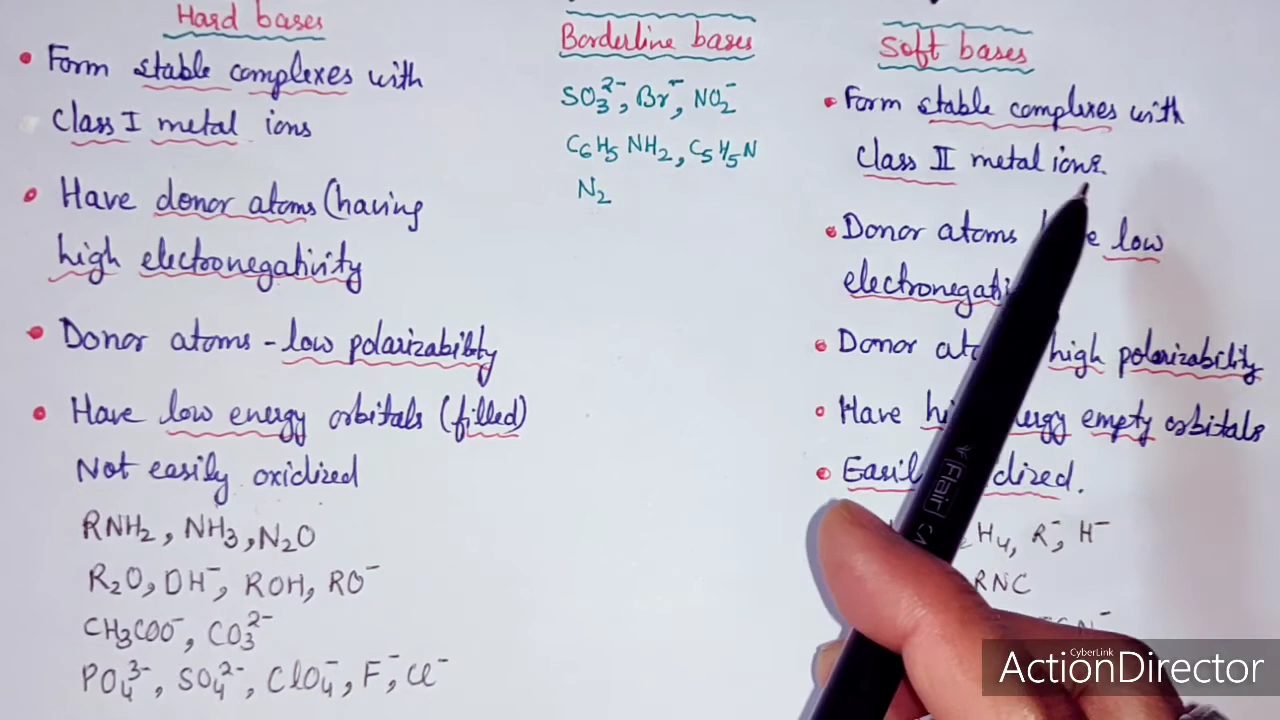 Hard bases
• Form stable complexes with
Class I metal ions
• Have donor atoms (having
high electronegativity
• Donor atoms - low polarizability
• Have low energy orbitals (filled)
Not easily oxidized
RNH₂, NH₃, N₂O
R₂O, OH⁻, ROH, RO⁻
CH₃COO⁻, CO₃²⁻
PO₄³⁻, SO₄²⁻, ClO₄⁻, F⁻, Cl⁻
Borderline bases
SO₃²⁻, Br⁻, NO₂⁻
C₆H₅NH₂, C₅H₅N
N₂
Soft bases
• Form stable complexes with
Class II metal ions.
• Donor atoms low
• Donor high polarizability
• Have empty orbitals
•
H₄, R⁻, H⁻
RNC
Flair
CyberLink
ActionDirector